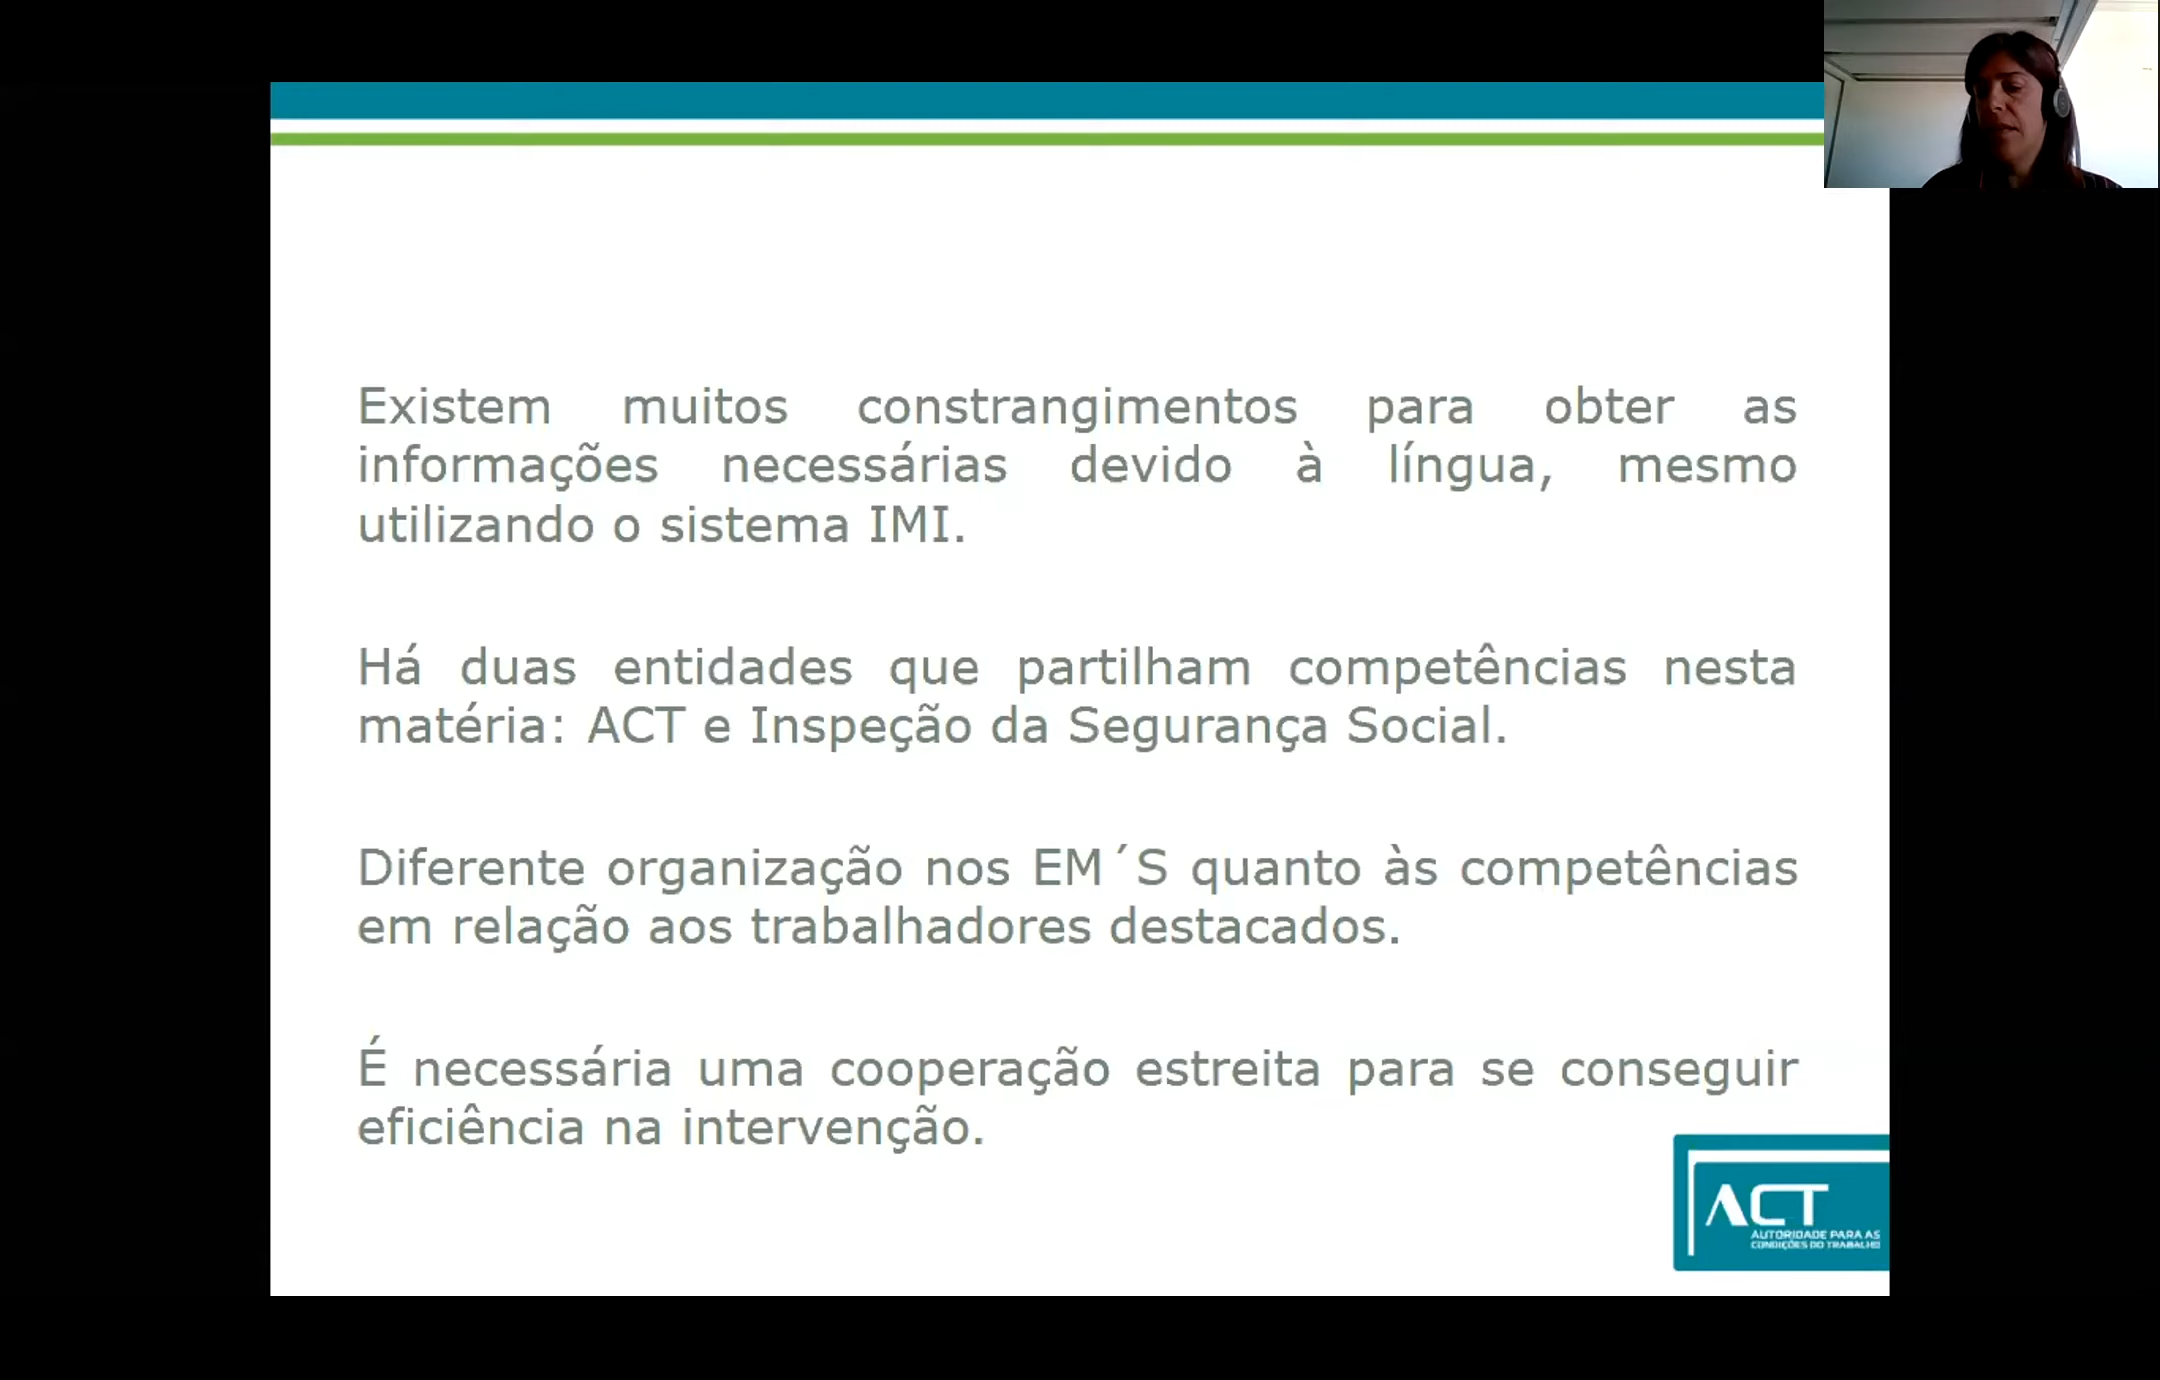 Existem muitos constrangimentos para obter as
informações necessárias devido à língua, mesmo
utilizando o sistema IMI.
Há duas entidades que partilham competências nesta
matéria: ACT e Inspeção da Segurança Social.
Diferente organização nos EM´S quanto às competências
em relação aos trabalhadores destacados.
É necessária uma cooperação estreita para se conseguir
eficiência na intervenção.
ACT
AUTORIDADE PARA AS
CONDIÇÕES DO TRABALHO